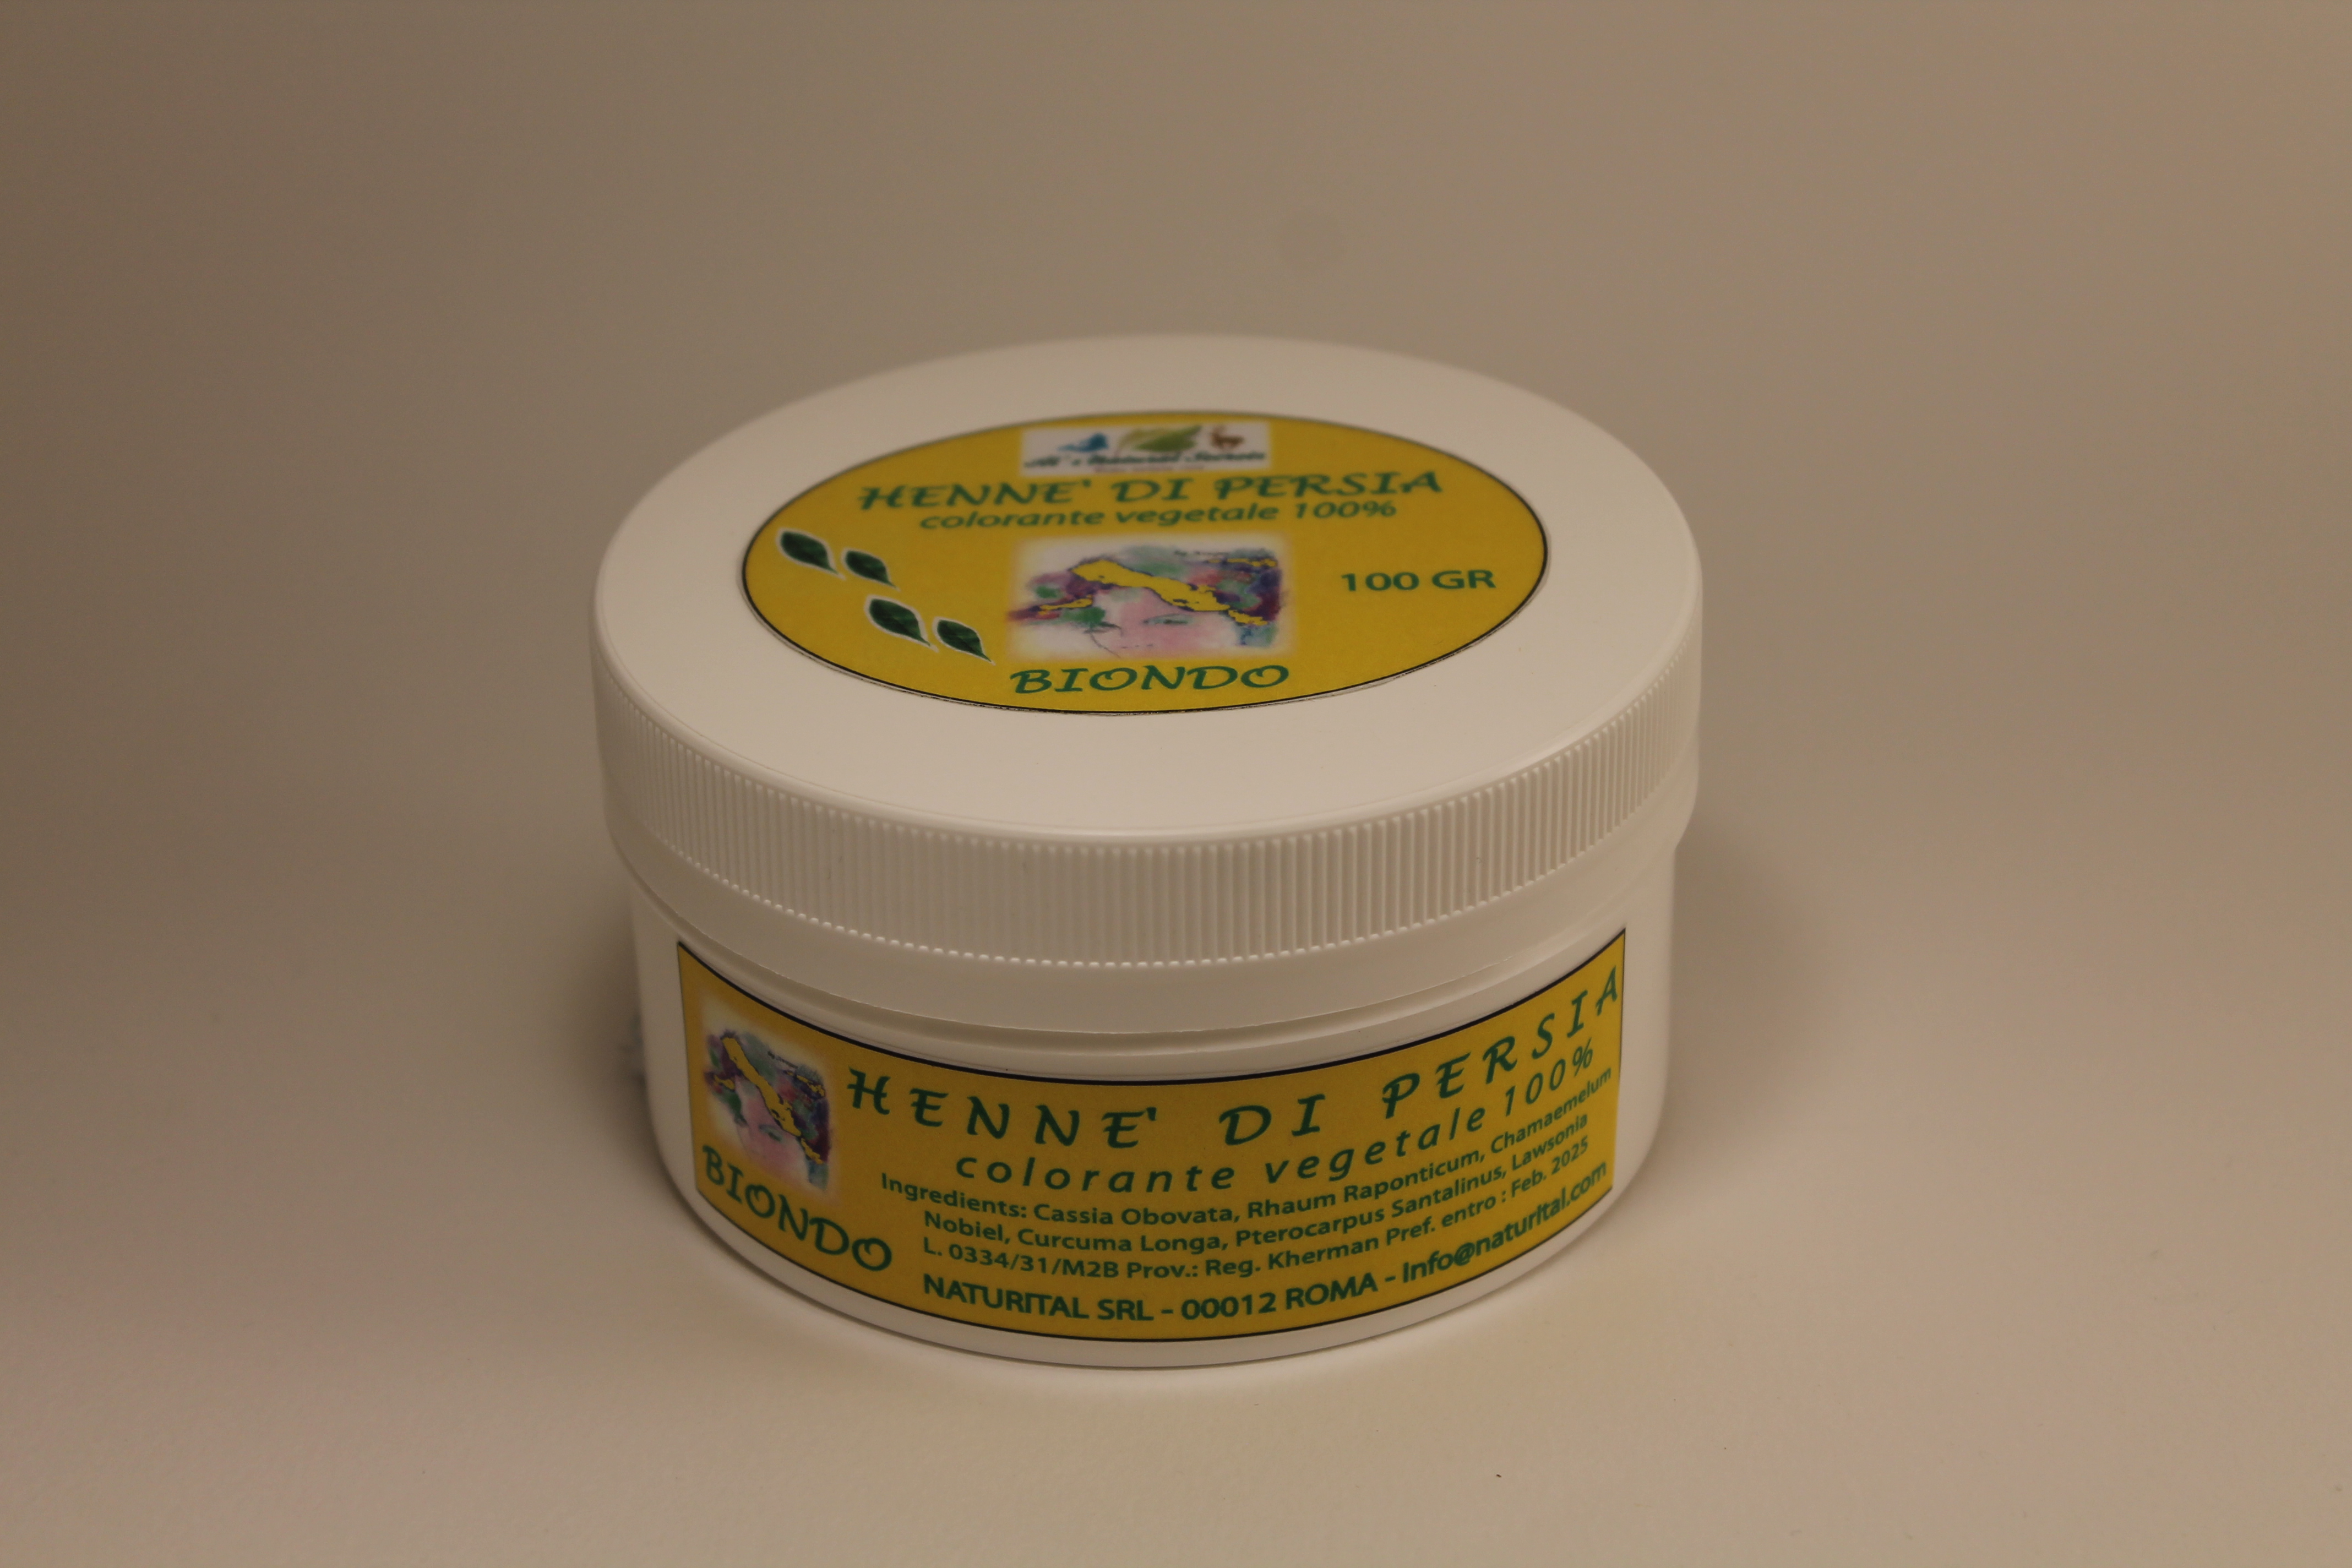 HENNE' DI PERSIA
colorante vegetale 100%
100 GR
BIONDO
HENNE' DI PERSIA
colorante vegetale 100%
Ingredients: Cassia Obovata, Rhaum Raponticum, Chamaemelum
Nobiel, Curcuma Longa, Pterocarpus Santalinus, Lawsonia
L. 0334/31/M2B Prov.: Reg. Kherman Pref. entro : Feb. 2025
NATURITAL SRL - 00012 ROMA - Info@naturital.com
BIONDO